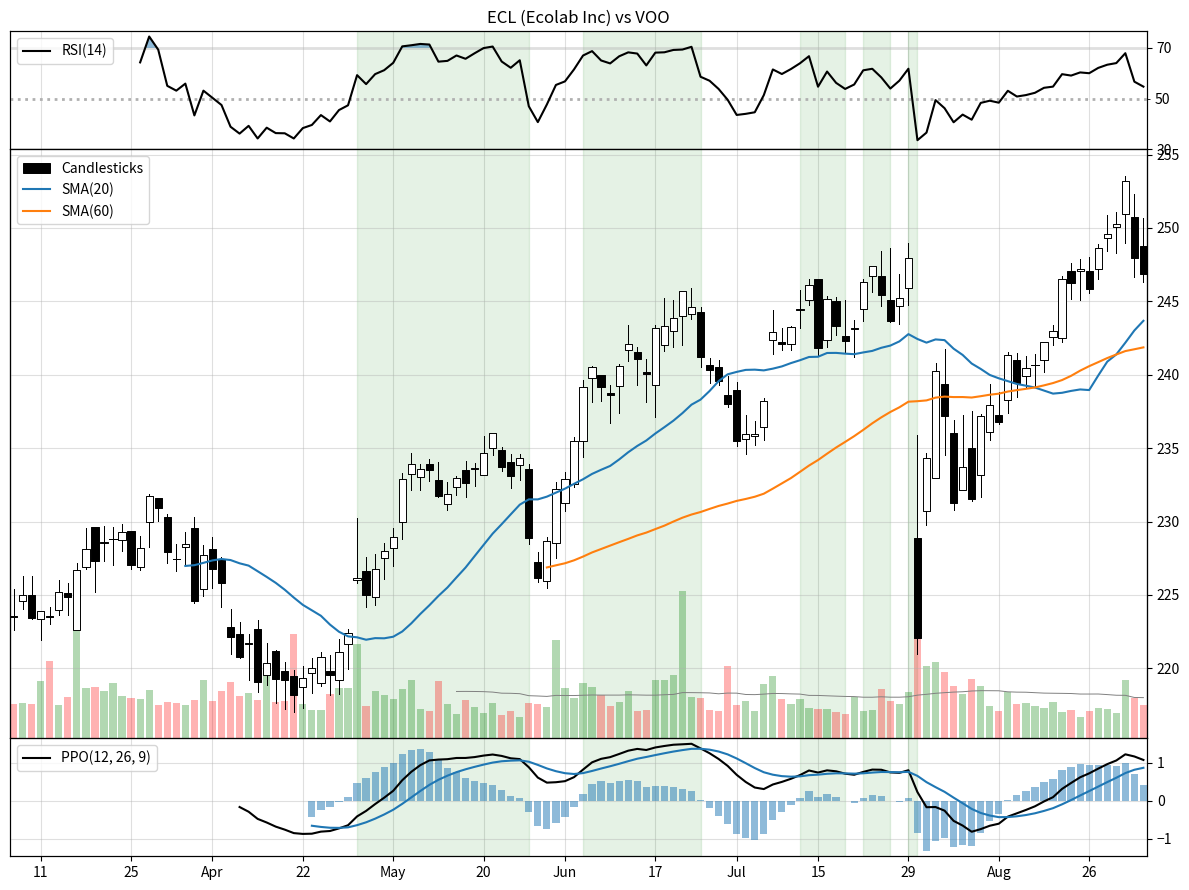 ECL (Ecolab Inc) vs VOO
RSI(14)
70
50
30
255
Candlesticks
SMA(20)
SMA(60)
250
245
240
235
230
225
220
PPO(12, 26, 9)
1
0
−1
11 25 Apr 22 May 20 Jun 17 Jul 15 29 Aug 26